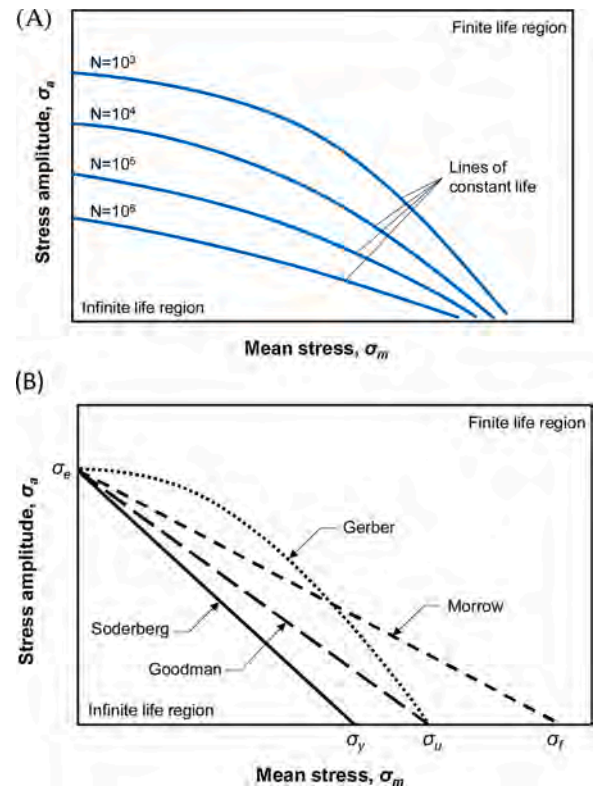 (A)
Finite life region
N=10³
N=10⁴
N=10⁵
N=10⁶
Lines of
constant life
Infinite life region
Stress amplitude, σₐ
Mean stress, σₘ
(B)
Finite life region
σₑ
Gerber
Morrow
Soderberg
Goodman
Infinite life region
σy
σᵤ
σf
Stress amplitude, σₐ
Mean stress, σₘ